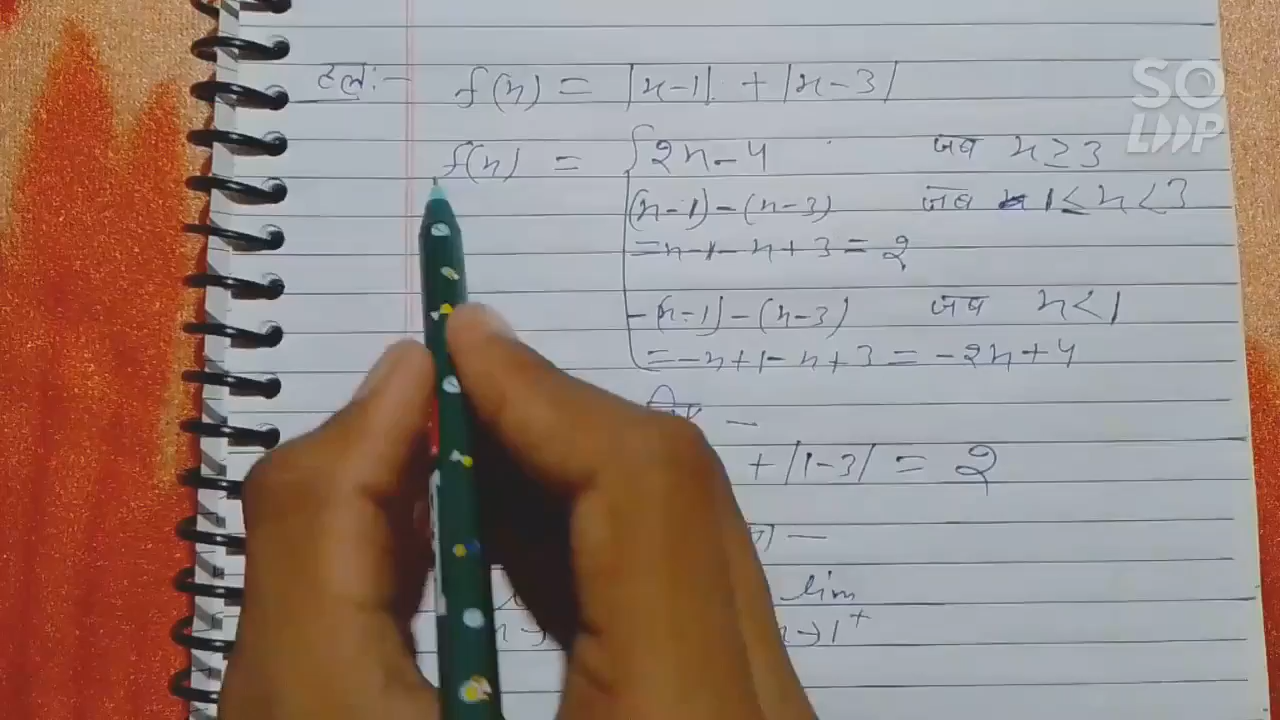 हल:- f(x) = |x-1| + |x-3|
f(x) = { 2x-4 जब x ≥ 3
(x-1)-(x-3) जब 1 ≤ x < 3
= x-1-x+3 = 2
-(x-1)-(x-3) जब x < 1
= -x+1-x+3 = -2x+4
-
+ |1-3| = 2
-
lim
x→1⁺
SO
LOOP